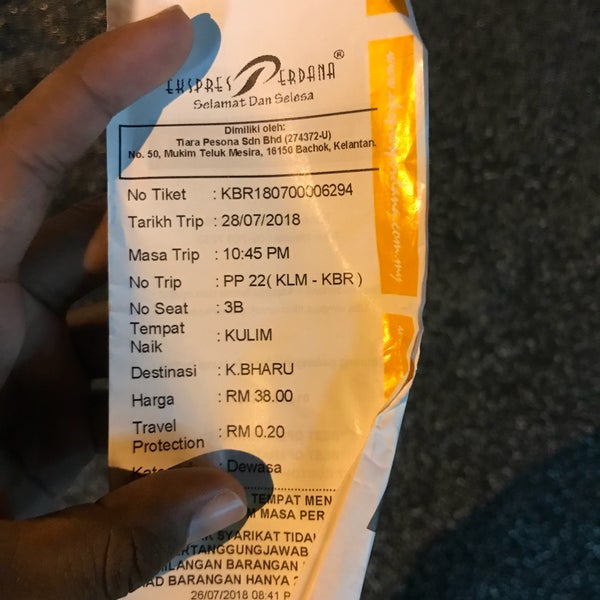 EKSPRES PERDANA®
Selamat Dan Selesa
Dimiliki oleh:
Tiara Pesona Sdn Bhd (274372-U)
No. 50, Mukim Teluk Mesira, 16150 Bachok, Kelantan.
No Tiket : KBR180700006294
Tarikh Trip : 28/07/2018
Masa Trip : 10:45 PM
No Trip : PP 22( KLM - KBR )
No Seat : 3B
Tempat Naik : KULIM
Destinasi : K.BHARU
Harga : RM 38.00
Travel Protection : RM 0.20
: Dewasa
TEMPAT MEN
MASA PER
SYARIKAT TIDA
ERTANGGUNGJAWAB
ILANGAN BARANGAN
BARANGAN HANYA
26/07/2018 08:41 P